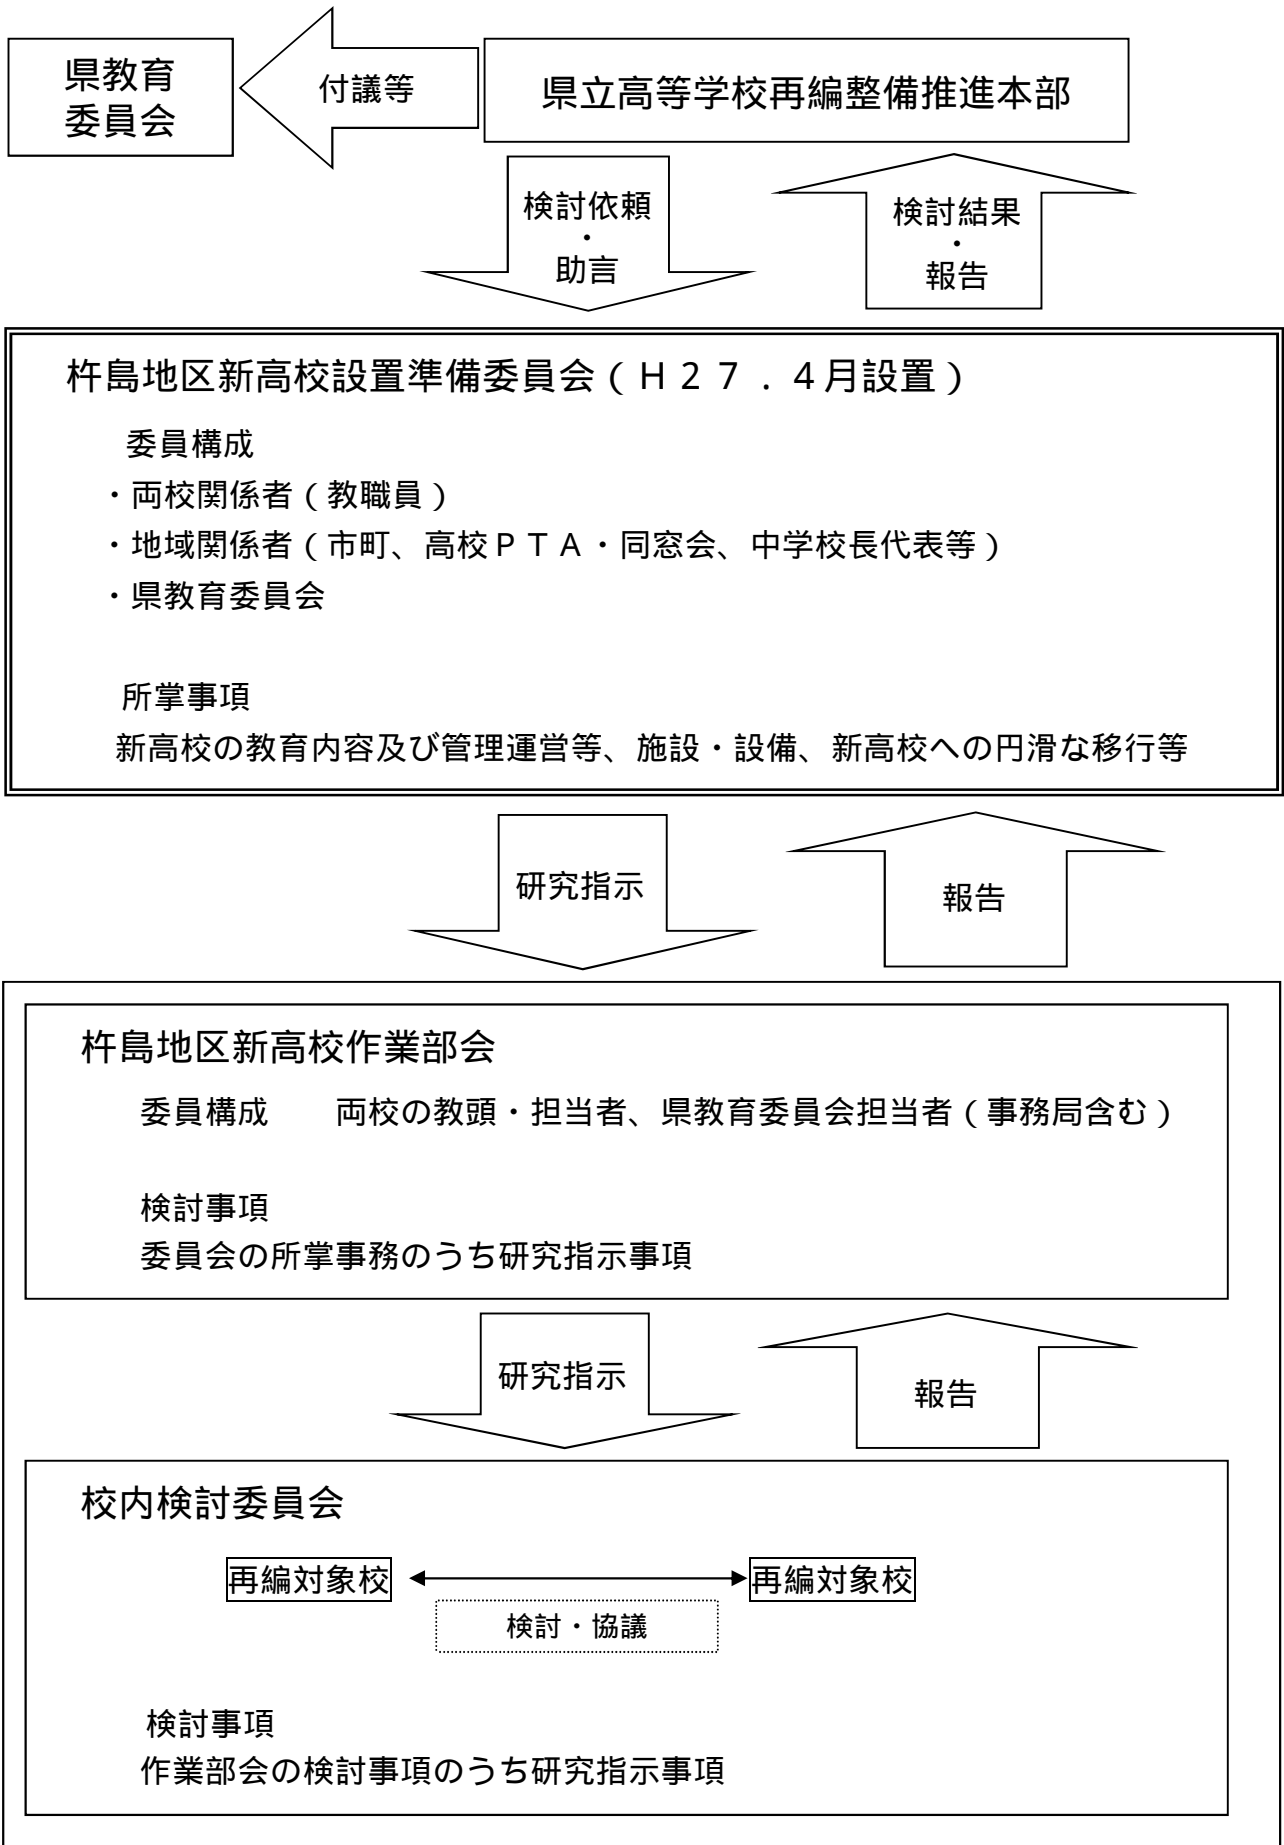 県教育
委員会
付議等
県立高等学校再編整備推進本部
検討依頼
・
助言
検討結果
・
報告
杵島地区新高校設置準備委員会（Ｈ２７．４月設置）
委員構成
・両校関係者（教職員）
・地域関係者（市町、高校ＰＴＡ・同窓会、中学校長代表等）
・県教育委員会
所掌事項
新高校の教育内容及び管理運営等、施設・設備、新高校への円滑な移行等
研究指示
報告
杵島地区新高校作業部会
委員構成　　両校の教頭・担当者、県教育委員会担当者（事務局含む）
検討事項
委員会の所掌事務のうち研究指示事項
研究指示
報告
校内検討委員会
再編対象校
再編対象校
検討・協議
検討事項
作業部会の検討事項のうち研究指示事項